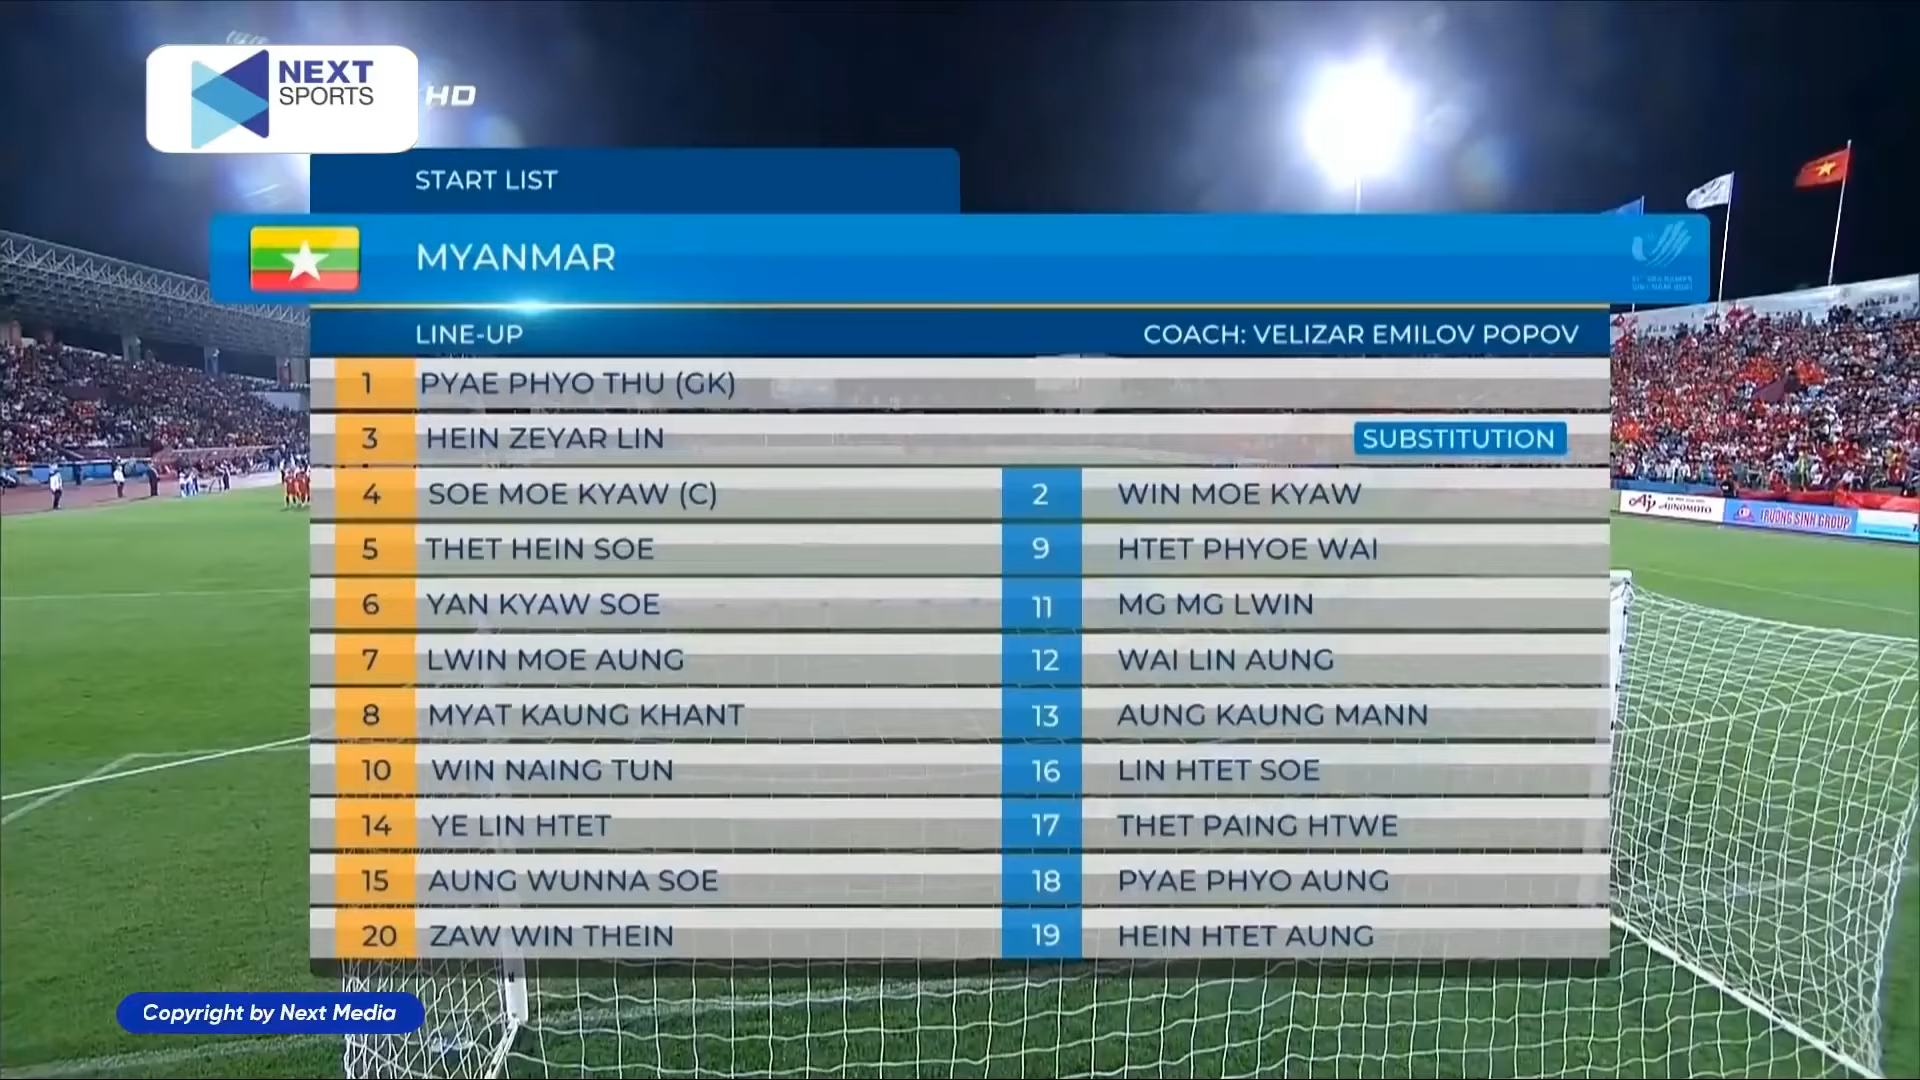 NEXT
SPORTS
HD
START LIST
MYANMAR
LINE-UP
COACH: VELIZAR EMILOV POPOV
1 PYAE PHYO THU (GK)
3 HEIN ZEYAR LIN
SUBSTITUTION
4 SOE MOE KYAW (C)
2 WIN MOE KYAW
5 THET HEIN SOE
9 HTET PHYOE WAI
6 YAN KYAW SOE
11 MG MG LWIN
7 LWIN MOE AUNG
12 WAI LIN AUNG
8 MYAT KAUNG KHANT
13 AUNG KAUNG MANN
10 WIN NAING TUN
16 LIN HTET SOE
14 YE LIN HTET
17 THET PAING HTWE
15 AUNG WUNNA SOE
18 PYAE PHYO AUNG
20 ZAW WIN THEIN
19 HEIN HTET AUNG
AJINOMOTO
TRƯỜNG SINH GROUP
Copyright by Next Media